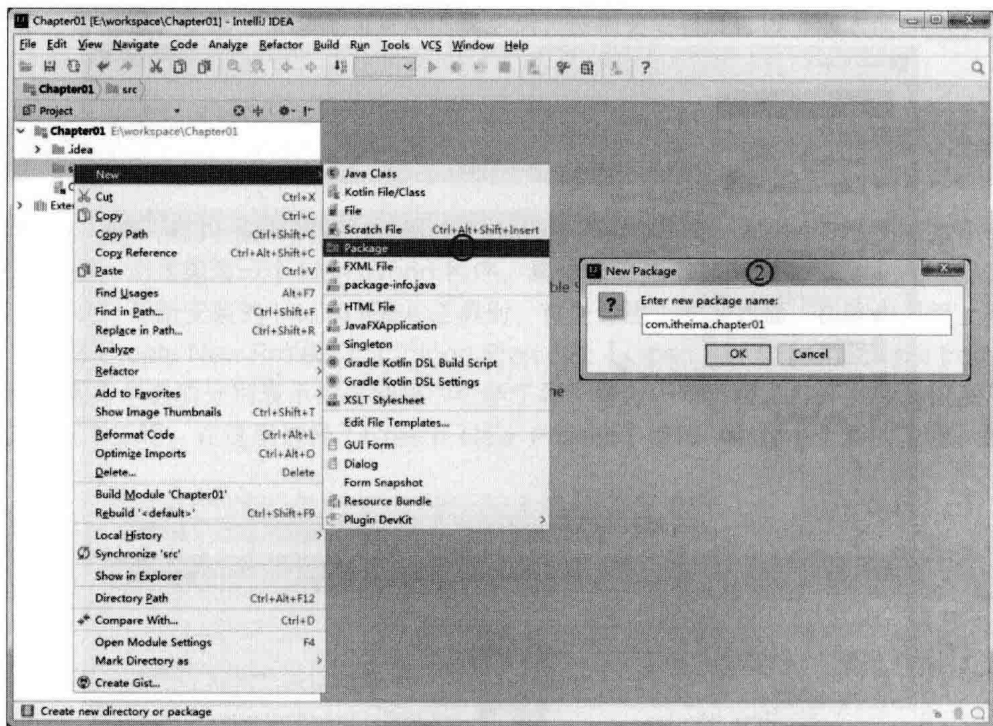 Chapter01 [E:\workspace\Chapter01] - IntelliJ IDEA
File Edit View Navigate Code Analyze Refactor Build Run Tools VCS Window Help
Chapter01 src
Project
Chapter01 E:\workspace\Chapter01
.idea
New
Cut Ctrl+X
Copy Ctrl+C
Copy Path Ctrl+Shift+C
Copy Reference Ctrl+Alt+Shift+C
Paste Ctrl+V
Find Usages Alt+F7
Find in Path... Ctrl+Shift+F
Replace in Path... Ctrl+Shift+R
Analyze
Refactor
Add to Favorites
Show Image Thumbnails Ctrl+Shift+T
Reformat Code Ctrl+Alt+L
Optimize Imports Ctrl+Alt+O
Delete... Delete
Build Module 'Chapter01'
Rebuild '<default>' Ctrl+Shift+F9
Local History
Synchronize 'src'
Show in Explorer
Directory Path Ctrl+Alt+F12
Compare With... Ctrl+D
Open Module Settings F4
Mark Directory as
Create Gist...
Java Class
Kotlin File/Class
File
Scratch File Ctrl+Alt+Shift+Insert
Package
FXML File
package-info.java
HTML File
JavaFXApplication
Singleton
Gradle Kotlin DSL Build Script
Gradle Kotlin DSL Settings
XSLT Stylesheet
Edit File Templates...
GUI Form
Dialog
Form Snapshot
Resource Bundle
Plugin DevKit
New Package ②
Enter new package name:
com.itheima.chapter01
OK Cancel
Create new directory or package